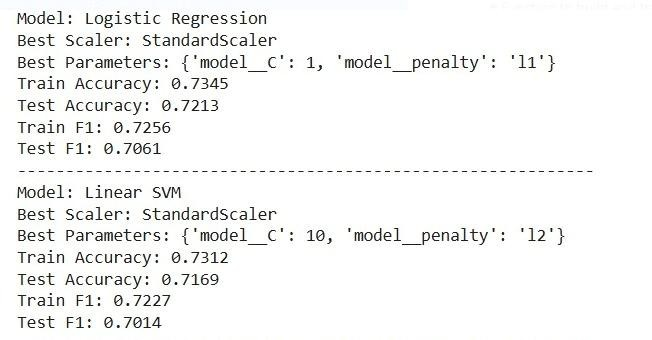 Model: Logistic Regression
Best Scaler: StandardScaler
Best Parameters: {'model__C': 1, 'model__penalty': 'l1'}
Train Accuracy: 0.7345
Test Accuracy: 0.7213
Train F1: 0.7256
Test F1: 0.7061
------------------------------------------------------------
Model: Linear SVM
Best Scaler: StandardScaler
Best Parameters: {'model__C': 10, 'model__penalty': 'l2'}
Train Accuracy: 0.7312
Test Accuracy: 0.7169
Train F1: 0.7227
Test F1: 0.7014